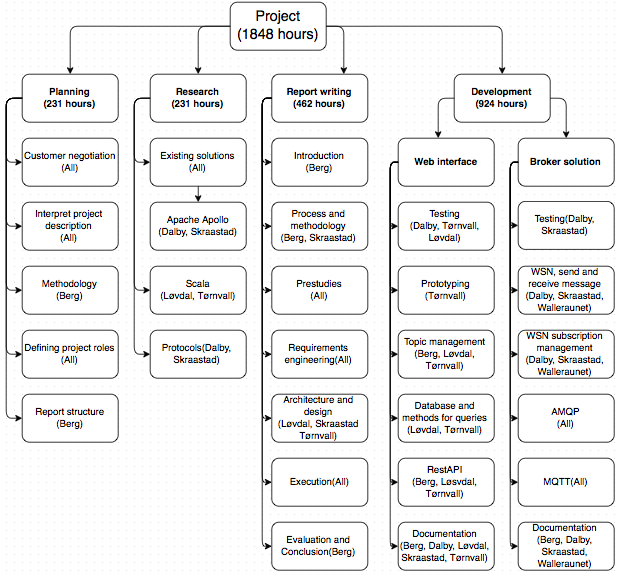 Project
(1848 hours)
Planning
(231 hours)
Customer negotiation
(All)
Interpret project
description
(All)
Methodology
(Berg)
Defining project roles
(All)
Report structure
(Berg)
Research
(231 hours)
Existing solutions
(All)
Apache Apollo
(Dalby, Skraastad)
Scala
(Løvdal, Tørnvall)
Protocols(Dalby,
Skraastad)
Report writing
(462 hours)
Introduction
(Berg)
Process and
methodology
(Berg, Skraastad)
Prestudies
(All)
Requirements
engineering(All)
Architecture and
design
(Løvdal, Skraastad
Tørnvall)
Execution(All)
Evaluation and
Conclusion(Berg)
Development
(924 hours)
Web interface
Testing
(Dalby, Tørnvall,
Løvdal)
Prototyping
(Tørnvall)
Topic management
(Berg, Løvdal,
Tørnvall)
Database and
methods for queries
(Løvdal, Tørnvall)
RestAPI
(Berg, Løsvdal,
Tørnvall)
Documentation
(Berg, Dalby, Løvdal,
Skraastad, Tørnvall)
Broker solution
Testing(Dalby,
Skraastad)
WSN, send and
receive message
(Dalby, Skraastad,
Walleraunet)
WSN subscription
management
(Dalby, Skraastad,
Walleraunet)
AMQP
(All)
MQTT(All)
Documentation
(Berg, Dalby,
Skraastad,
Walleraunet)